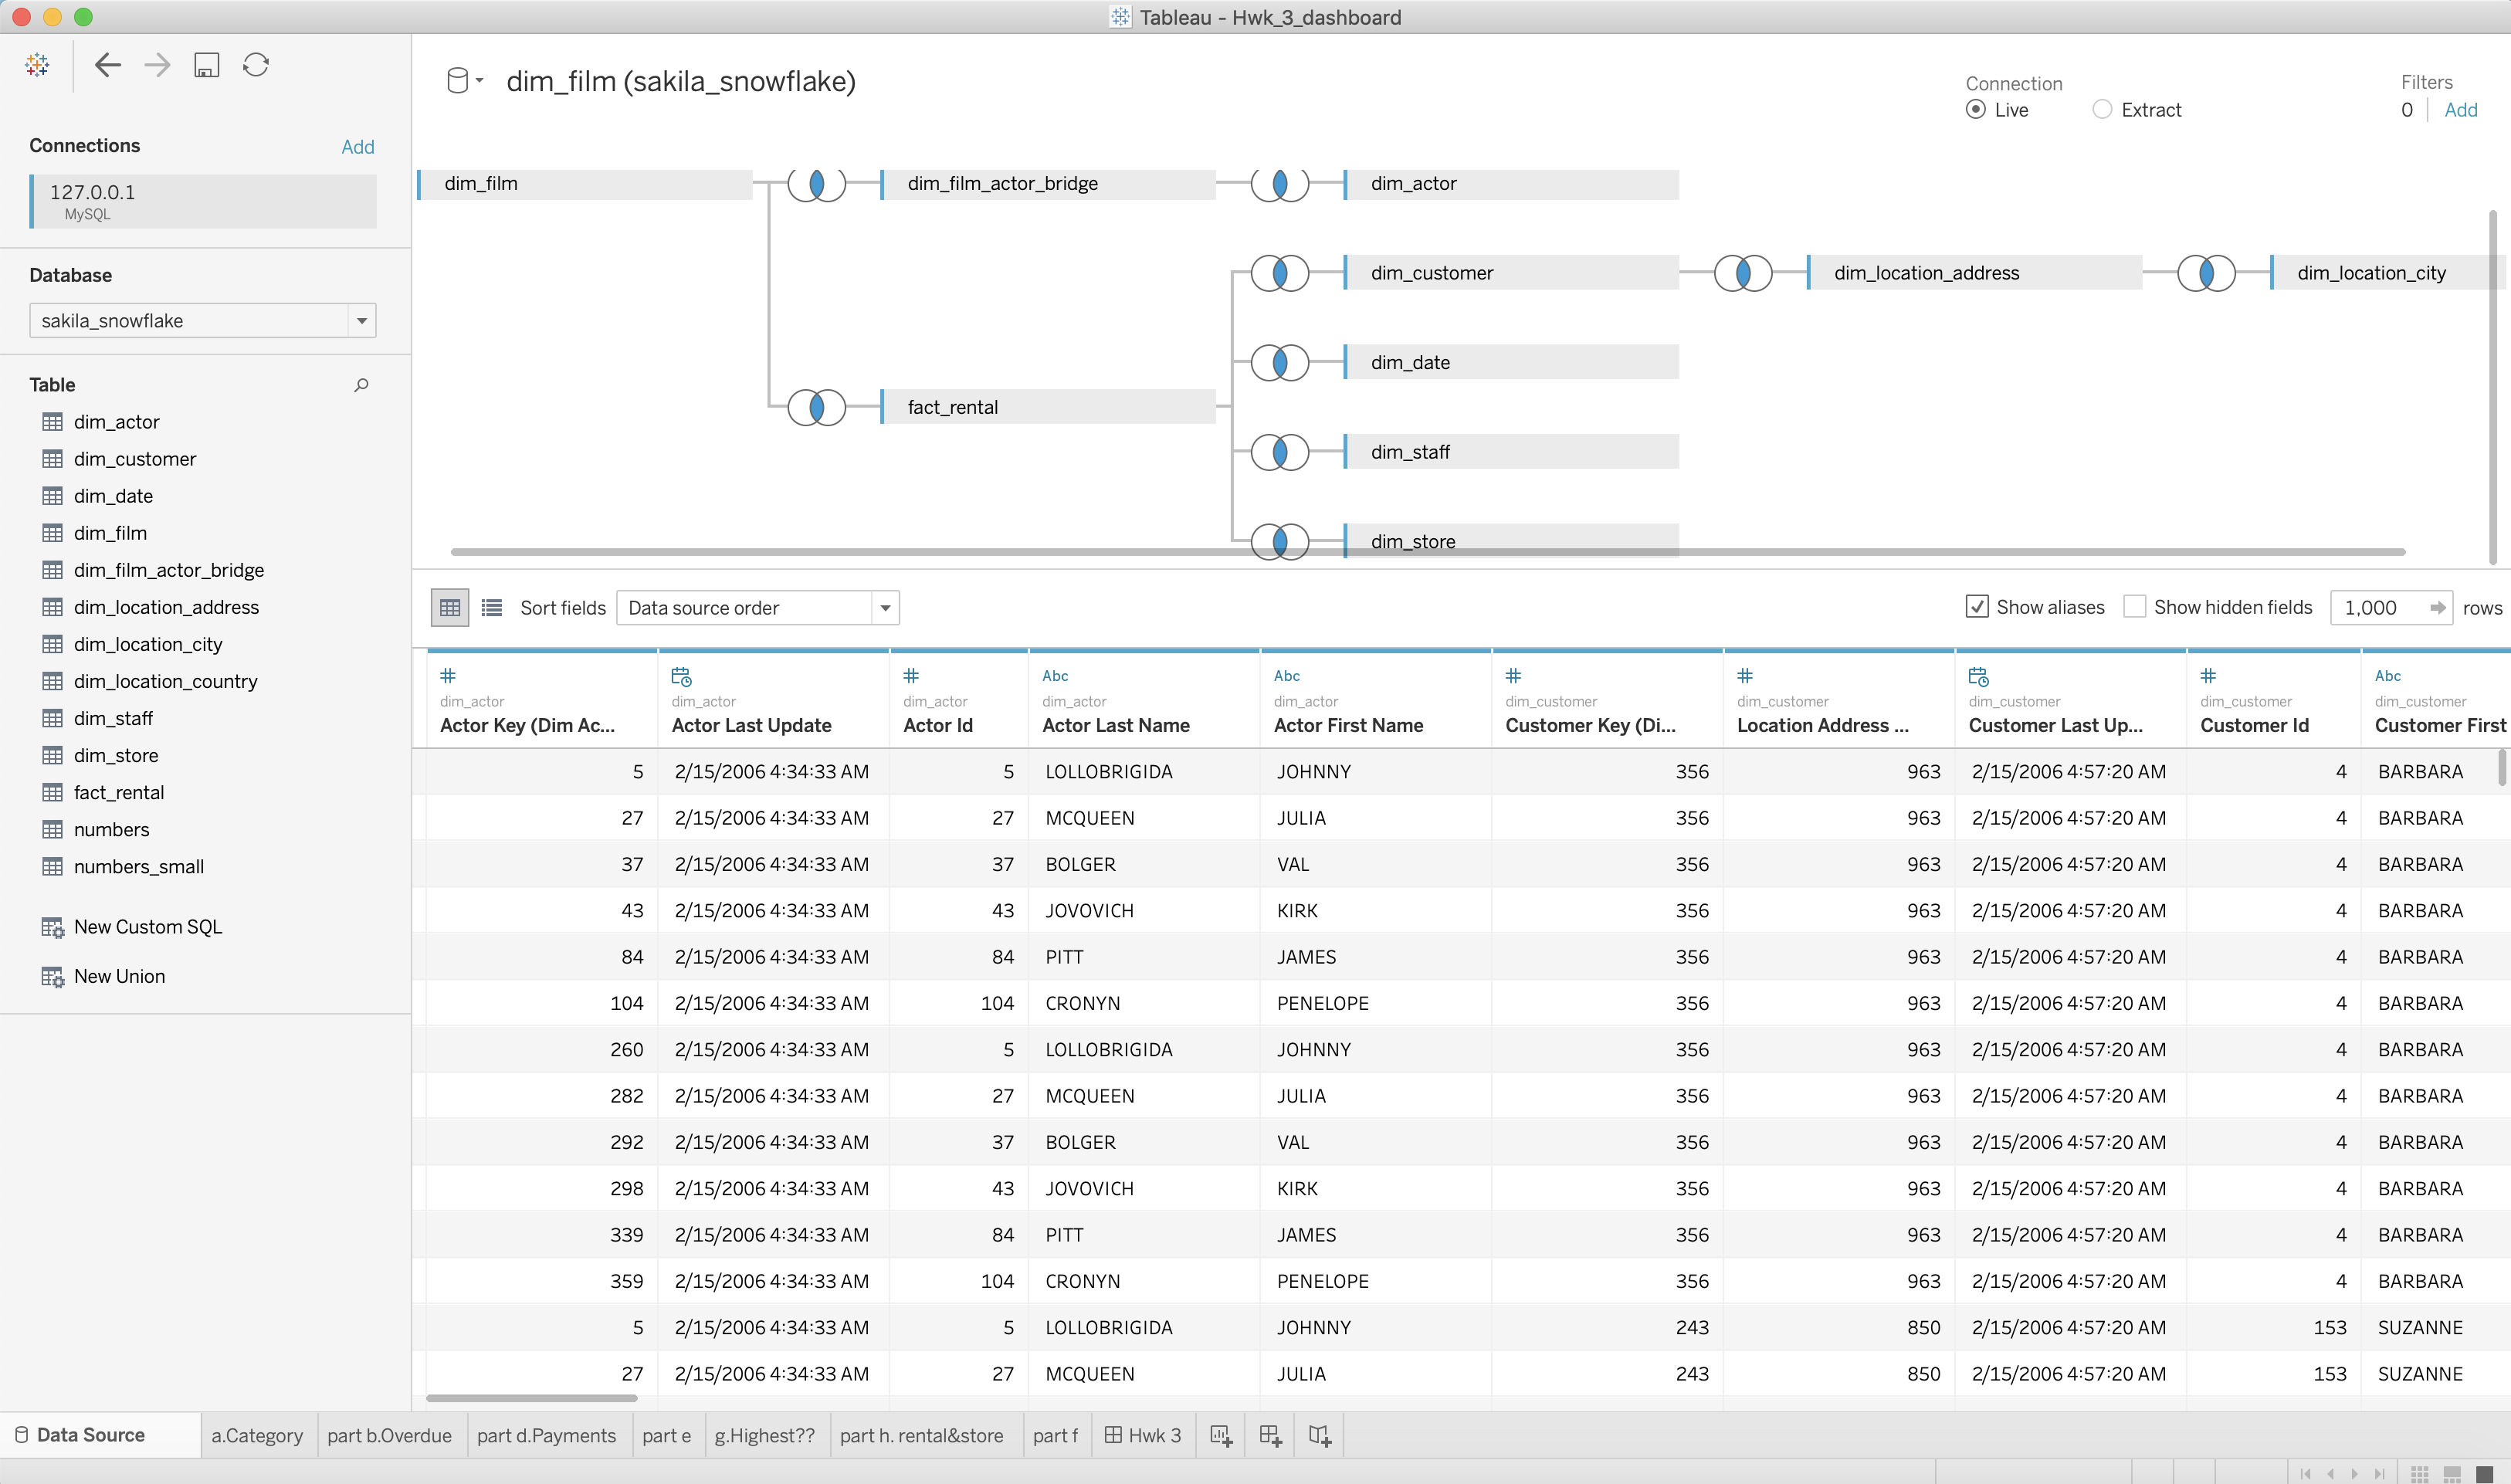 Tableau - Hwk_3_dashboard
Connections
Add
127.0.0.1
MySQL
Database
sakila_snowflake
Table
dim_actor
dim_customer
dim_date
dim_film
dim_film_actor_bridge
dim_location_address
dim_location_city
dim_location_country
dim_staff
dim_store
fact_rental
numbers
numbers_small
New Custom SQL
New Union
dim_film (sakila_snowflake)
Connection
Live Extract
Filters
0 Add
dim_film dim_film_actor_bridge dim_actor
dim_customer dim_location_address dim_location_city
dim_date
fact_rental
dim_staff
dim_store
Sort fields Data source order Show aliases Show hidden fields 1,000 rows
# # Abc Abc # # # Abc
dim_actor dim_actor dim_actor dim_actor dim_actor dim_customer dim_customer dim_customer dim_customer dim_customer
Actor Key (Dim Ac... Actor Last Update Actor Id Actor Last Name Actor First Name Customer Key (Di... Location Address ... Customer Last Up... Customer Id Customer First
5 2/15/2006 4:34:33 AM 5 LOLLOBRIGIDA JOHNNY 356 963 2/15/2006 4:57:20 AM 4 BARBARA
27 2/15/2006 4:34:33 AM 27 MCQUEEN JULIA 356 963 2/15/2006 4:57:20 AM 4 BARBARA
37 2/15/2006 4:34:33 AM 37 BOLGER VAL 356 963 2/15/2006 4:57:20 AM 4 BARBARA
43 2/15/2006 4:34:33 AM 43 JOVOVICH KIRK 356 963 2/15/2006 4:57:20 AM 4 BARBARA
84 2/15/2006 4:34:33 AM 84 PITT JAMES 356 963 2/15/2006 4:57:20 AM 4 BARBARA
104 2/15/2006 4:34:33 AM 104 CRONYN PENELOPE 356 963 2/15/2006 4:57:20 AM 4 BARBARA
260 2/15/2006 4:34:33 AM 5 LOLLOBRIGIDA JOHNNY 356 963 2/15/2006 4:57:20 AM 4 BARBARA
282 2/15/2006 4:34:33 AM 27 MCQUEEN JULIA 356 963 2/15/2006 4:57:20 AM 4 BARBARA
292 2/15/2006 4:34:33 AM 37 BOLGER VAL 356 963 2/15/2006 4:57:20 AM 4 BARBARA
298 2/15/2006 4:34:33 AM 43 JOVOVICH KIRK 356 963 2/15/2006 4:57:20 AM 4 BARBARA
339 2/15/2006 4:34:33 AM 84 PITT JAMES 356 963 2/15/2006 4:57:20 AM 4 BARBARA
359 2/15/2006 4:34:33 AM 104 CRONYN PENELOPE 356 963 2/15/2006 4:57:20 AM 4 BARBARA
5 2/15/2006 4:34:33 AM 5 LOLLOBRIGIDA JOHNNY 243 850 2/15/2006 4:57:20 AM 153 SUZANNE
27 2/15/2006 4:34:33 AM 27 MCQUEEN JULIA 243 850 2/15/2006 4:57:20 AM 153 SUZANNE
Data Source a.Category part b.Overdue part d.Payments part e g.Highest?? part h. rental&store part f Hwk 3